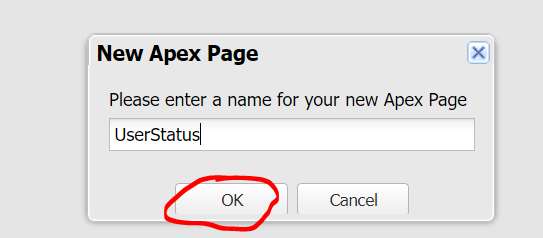 New Apex Page
Please enter a name for your new Apex Page
UserStatus
OK Cancel